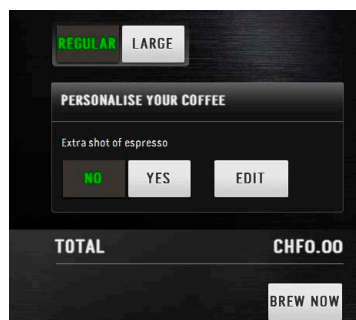 REGULAR LARGE
PERSONALISE YOUR COFFEE
Extra shot of espresso
NO YES EDIT
TOTAL CHF0.00
BREW NOW